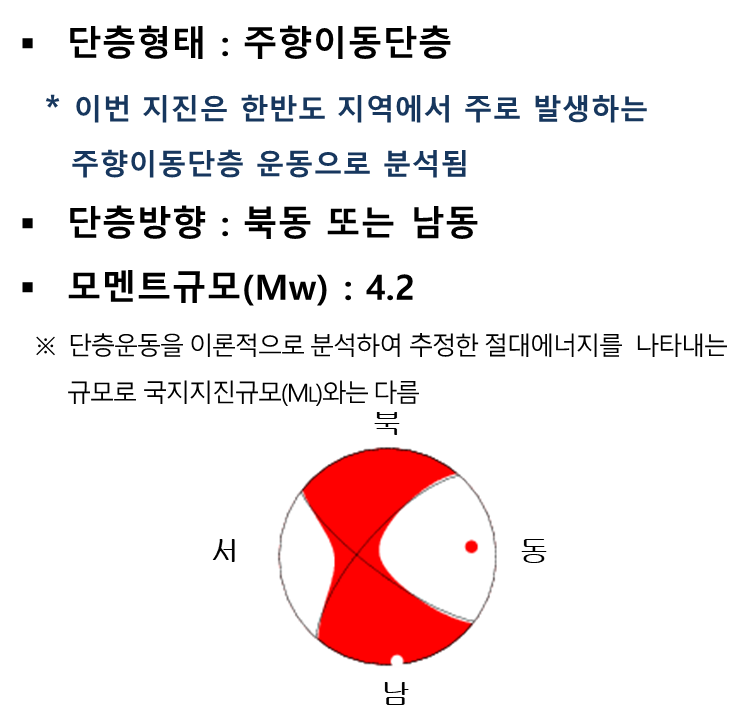 ▪ 단층형태 : 주향이동단층
* 이번 지진은 한반도 지역에서 주로 발생하는
주향이동단층 운동으로 분석됨
▪ 단층방향 : 북동 또는 남동
▪ 모멘트규모(Mw) : 4.2
※ 단층운동을 이론적으로 분석하여 추정한 절대에너지를 나타내는
규모로 국지지진규모(ML)와는 다름
북
서
동
남